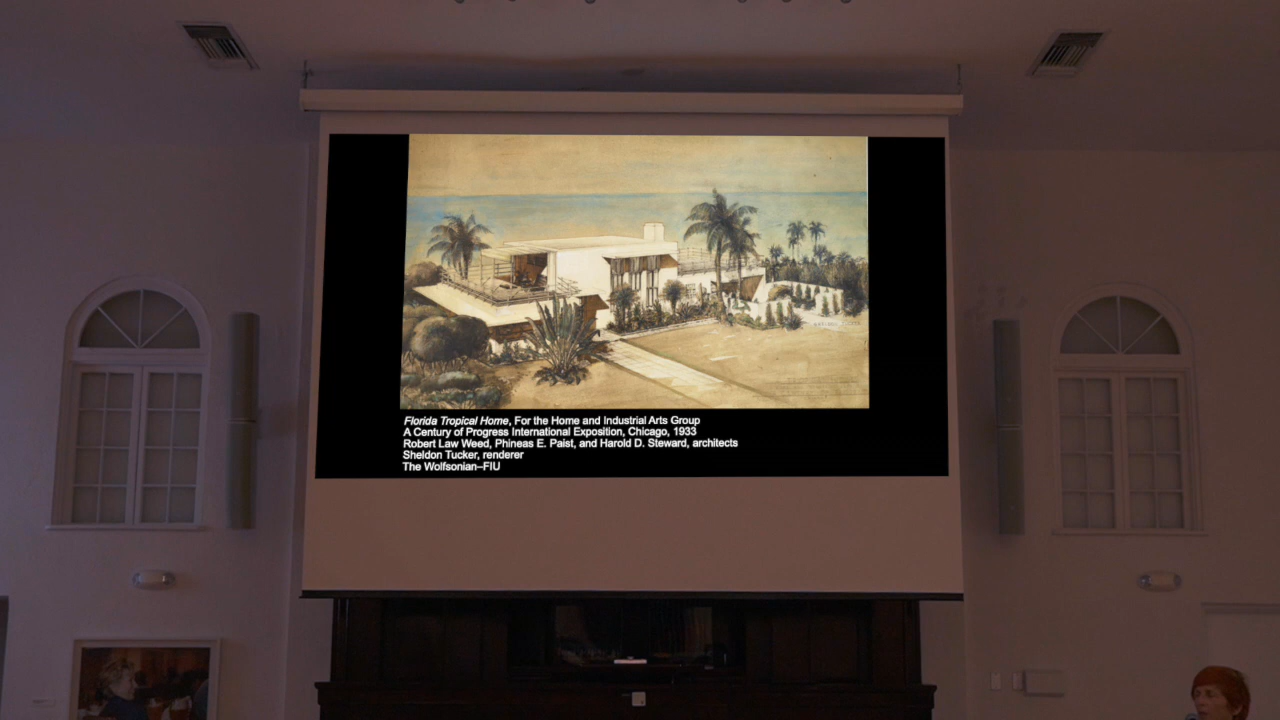 Florida Tropical Home, For the Home and Industrial Arts Group
A Century of Progress International Exposition, Chicago, 1933
Robert Law Weed, Phineas E. Paist, and Harold D. Steward, architects
Sheldon Tucker, renderer
The Wolfsonian–FIU